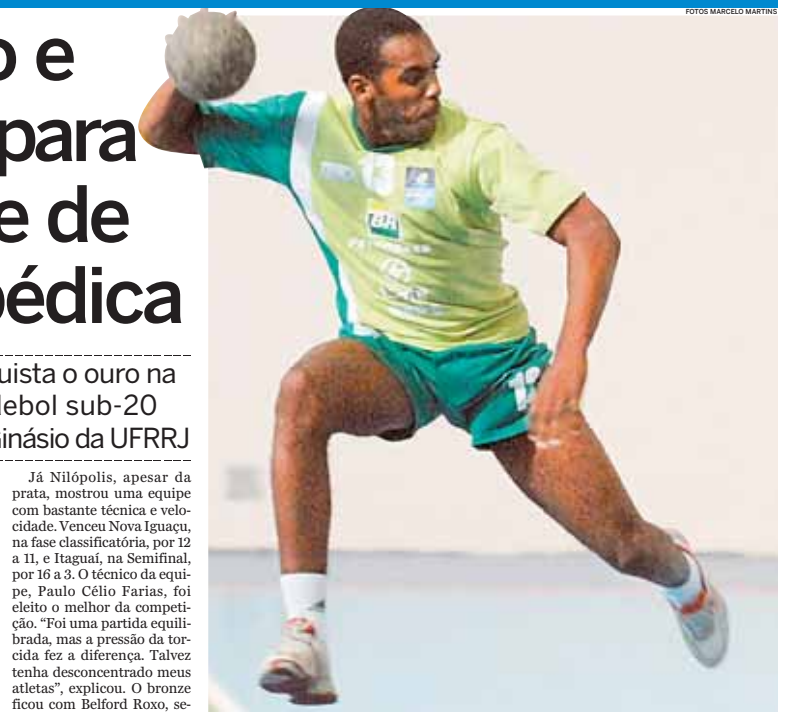 FOTOS MARCELO MARTINS
o e
para
e de
pédica
uista o ouro na
lebol sub-20
inásio da UFRRJ
Já Nilópolis, apesar da
prata, mostrou uma equipe
com bastante técnica e velo-
cidade. Venceu Nova Iguaçu,
na fase classificatória, por 12
a 11, e Itaguaí, na Semifinal,
por 16 a 3. O técnico da equi-
pe, Paulo Célio Farias, foi
eleito o melhor da competi-
ção. “Foi uma partida equili-
brada, mas a pressão da tor-
cida fez a diferença. Talvez
tenha desconcentrado meus
atletas”, explicou. O bronze
ficou com Belford Roxo, se-
BR
PETROBRAS